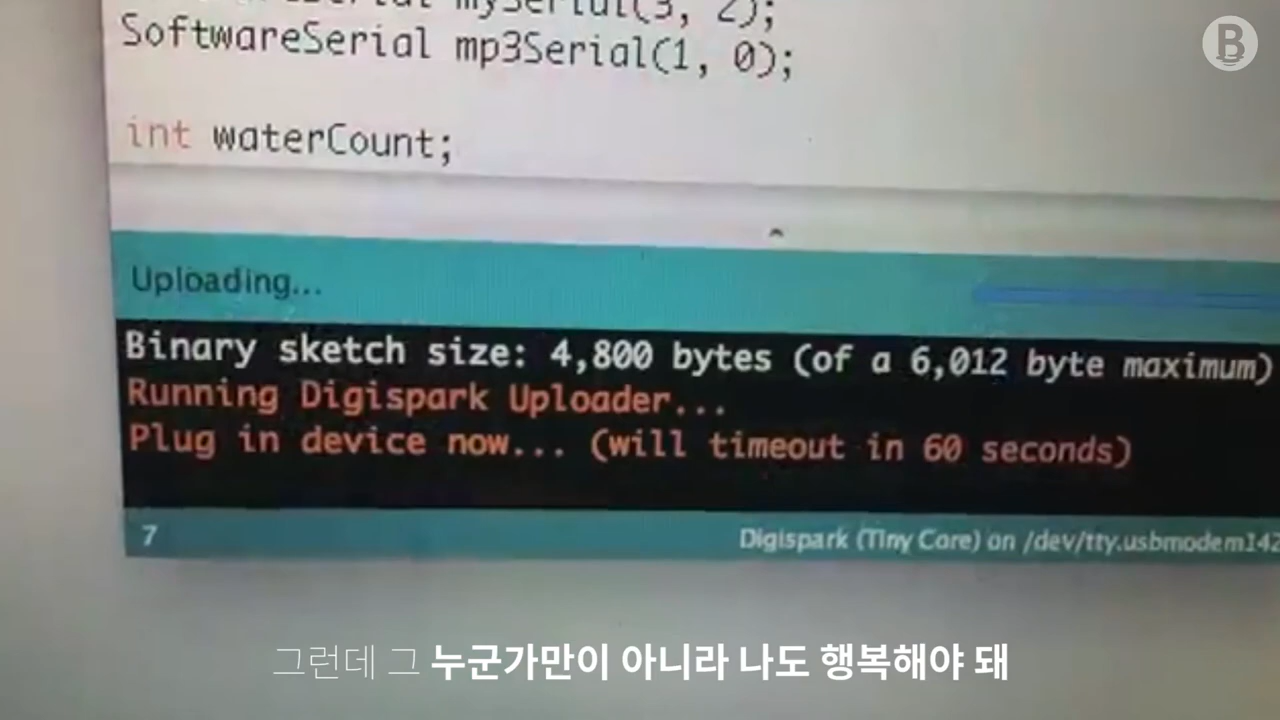 mySerial(3, 2);
SoftwareSerial mp3Serial(1, 0);
int waterCount;
Uploading...
Binary sketch size: 4,800 bytes (of a 6,012 byte maximum)
Running Digispark Uploader...
Plug in device now... (will timeout in 60 seconds)
7
Digispark (Tiny Core) on /dev/tty.usbmodem142
그런데 그 누군가만이 아니라 나도 행복해야 돼
B